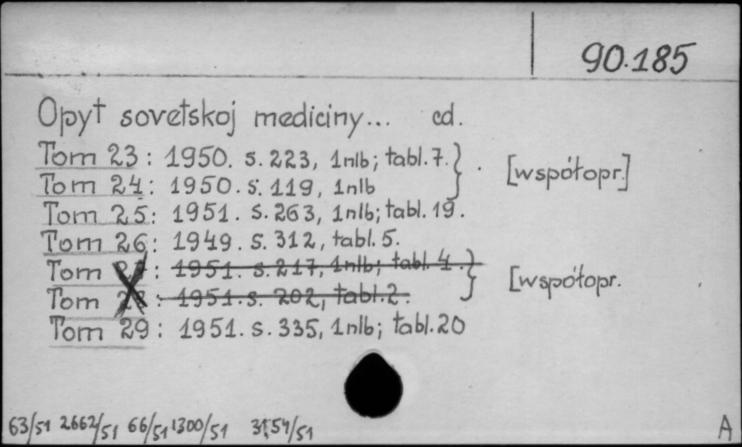 90.185
Opyt sovetskoj mediciny... cd.
Tom 23: 1950. s. 223, 1nlb; tabl. 7. } . [współopr.]
Tom 24: 1950. s. 119, 1nlb
Tom 25: 1951. s. 263, 1nlb; tabl. 19.
Tom 26: 1949. s. 312, tabl. 5.
Tom 27: 1951. s. 217, 1nlb; tabl. 4. } [współopr.
Tom 28: 1951. s. 202, tabl. 2.
Tom 29: 1951. s. 335, 1nlb; tabl. 20
63/51 2662/51 66/51 1300/51 3154/51 A